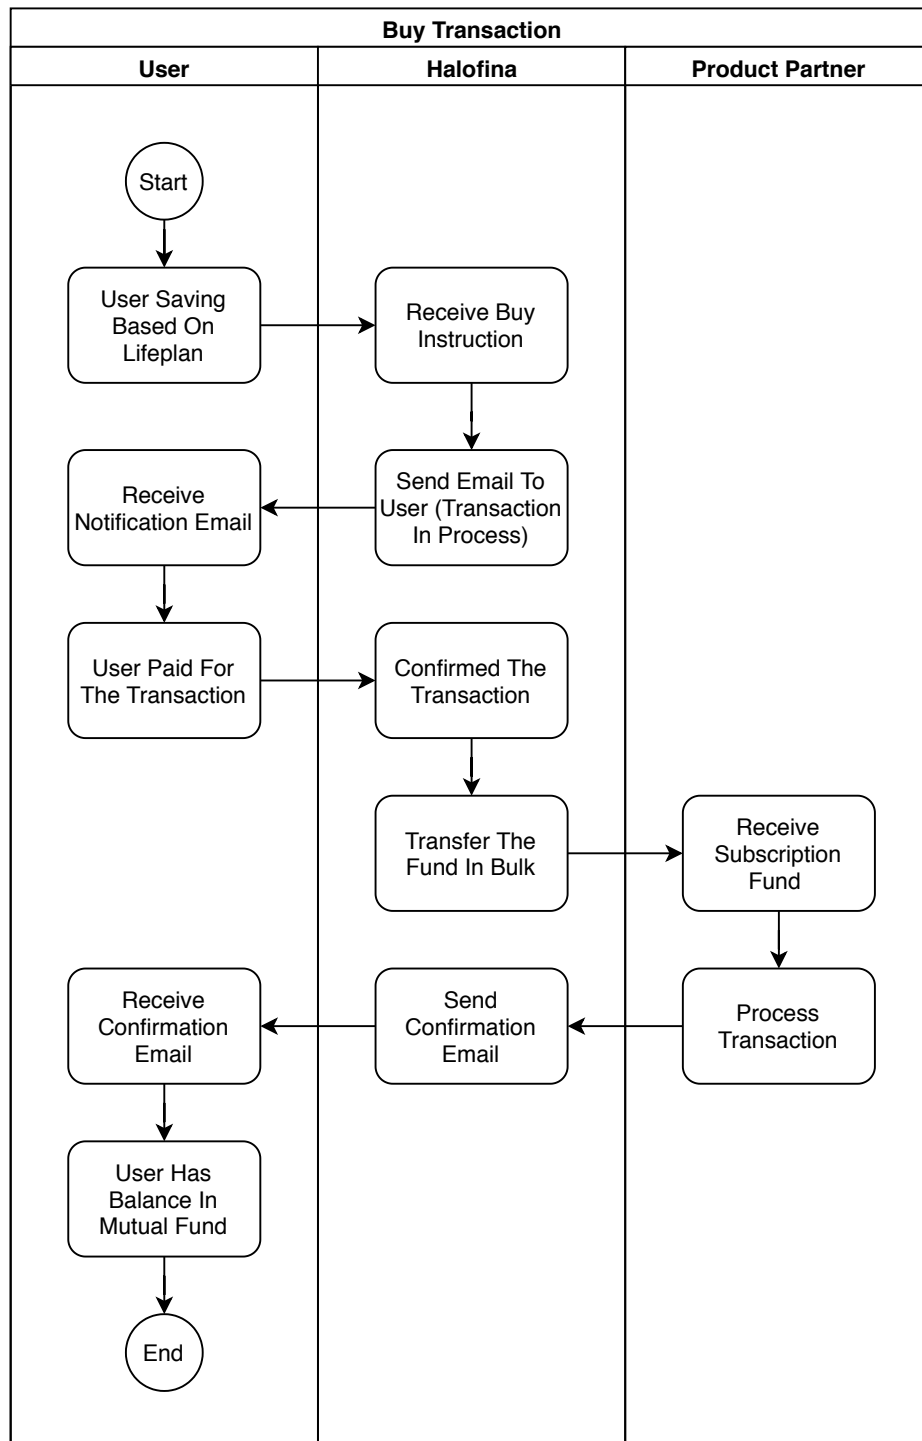 Buy Transaction
User
Halofina
Product Partner
Start
User Saving
Based On
Lifeplan
Receive Buy
Instruction
Send Email To
User (Transaction
In Process)
Receive
Notification Email
User Paid For
The Transaction
Confirmed The
Transaction
Transfer The
Fund In Bulk
Receive
Subscription
Fund
Process
Transaction
Send
Confirmation
Email
Receive
Confirmation
Email
User Has
Balance In
Mutual Fund
End